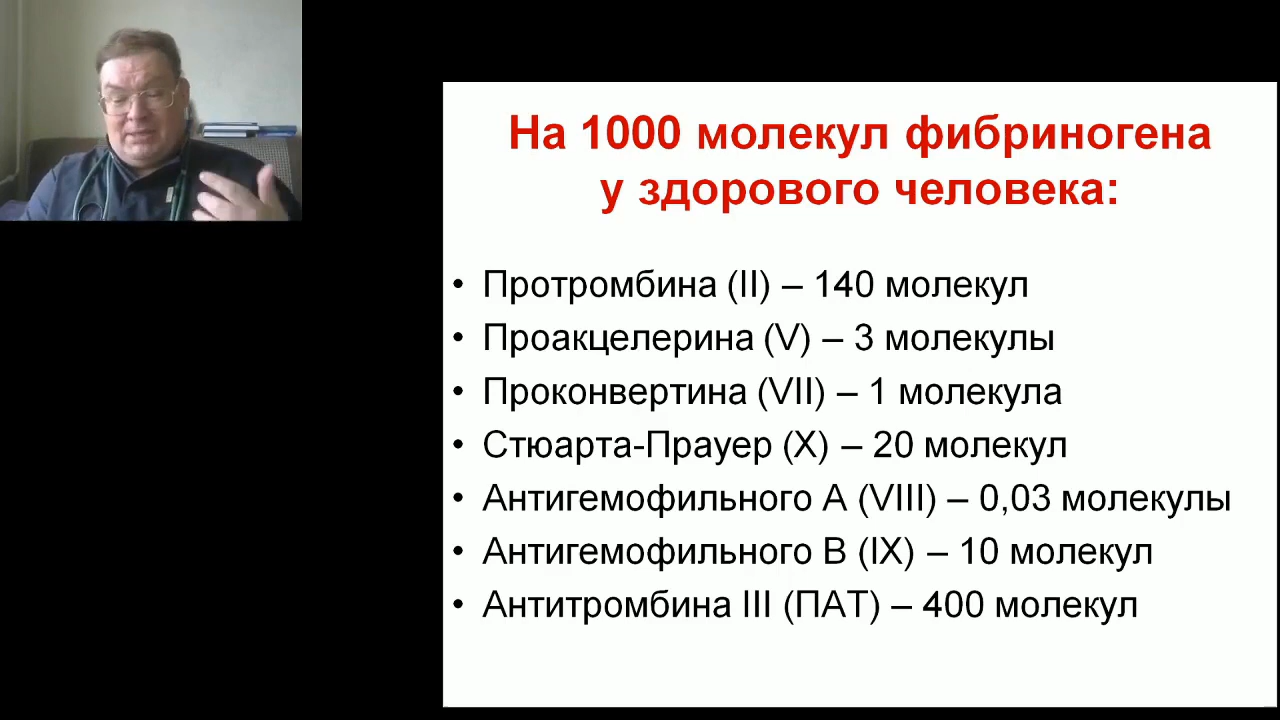 На 1000 молекул фибриногена
у здорового человека:
• Протромбина (II) – 140 молекул
• Проакцелерина (V) – 3 молекулы
• Проконвертина (VII) – 1 молекула
• Стюарта-Прауер (X) – 20 молекул
• Антигемофильного А (VIII) – 0,03 молекулы
• Антигемофильного В (IX) – 10 молекул
• Антитромбина III (ПАТ) – 400 молекул